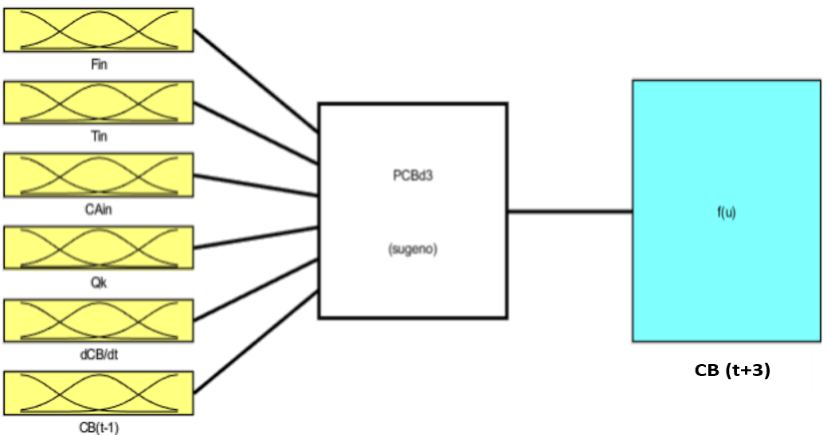 Fin
Tin
CAin
Qk
dCB/dt
CB(t-1)
PCBd3
(sugeno)
f(u)
CB (t+3)